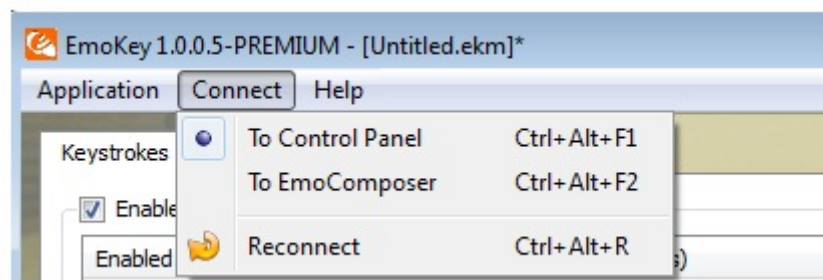 EmoKey 1.0.0.5-PREMIUM - [Untitled.ekm]*
Application Connect Help
Keystrokes
To Control Panel Ctrl+Alt+F1
Enable
To EmoComposer Ctrl+Alt+F2
Enabled
Reconnect Ctrl+Alt+R
s)